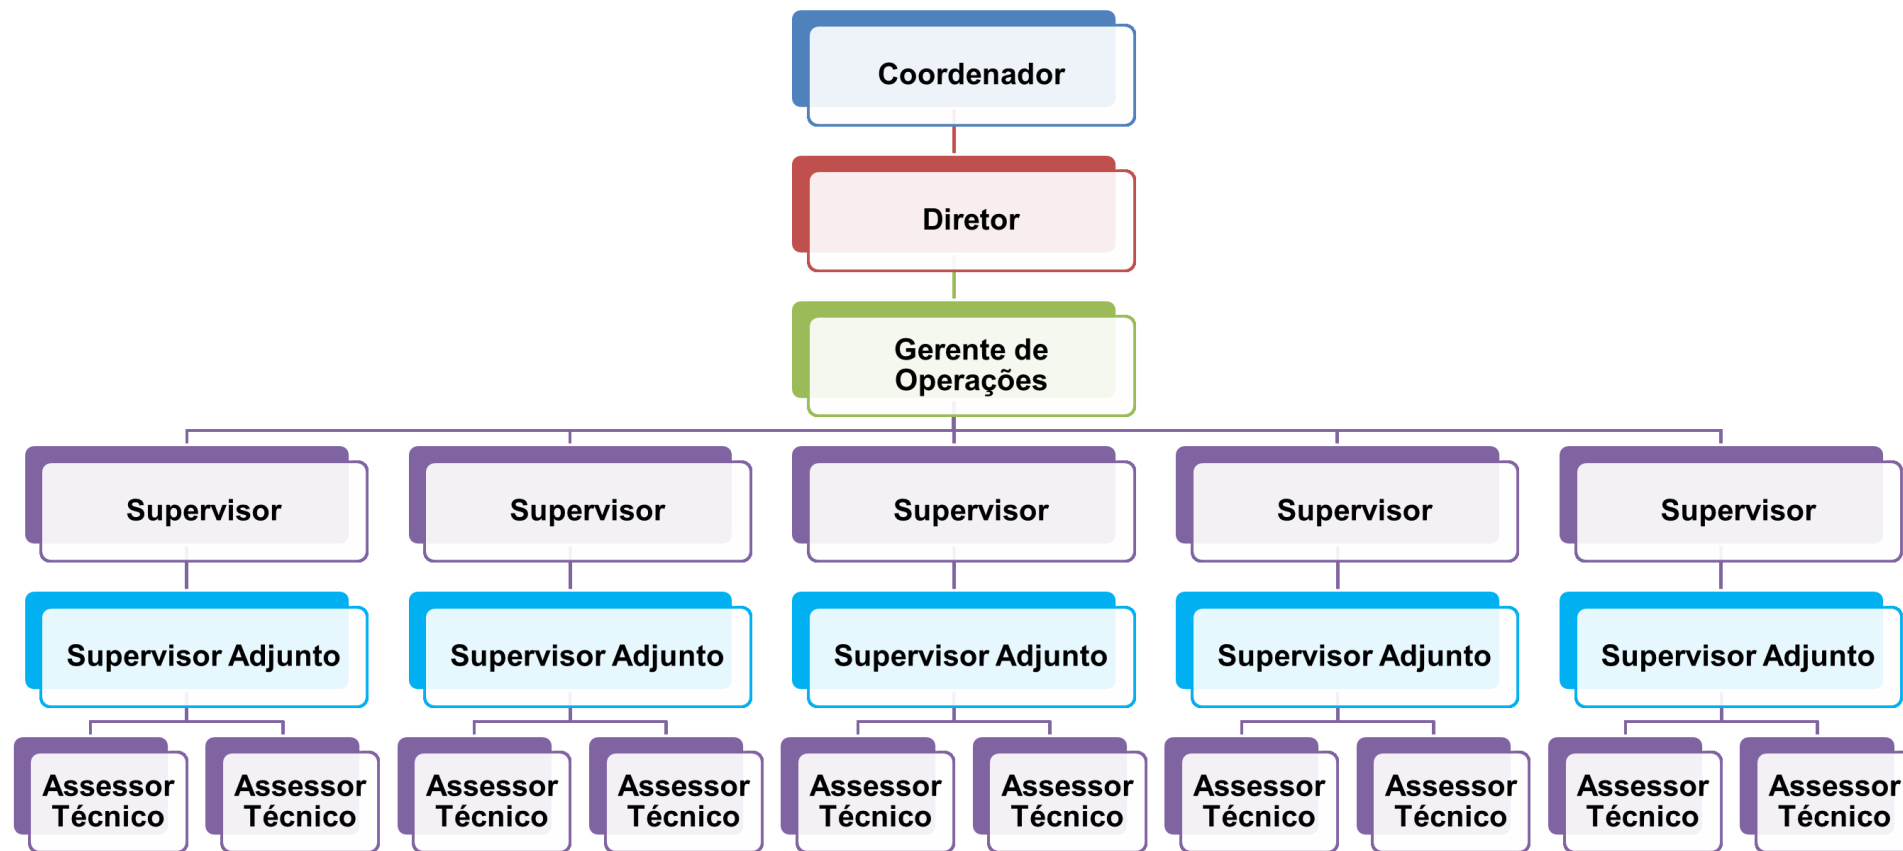 Coordenador
Diretor
Gerente de
Operações
Supervisor
Supervisor
Supervisor
Supervisor
Supervisor
Supervisor Adjunto
Supervisor Adjunto
Supervisor Adjunto
Supervisor Adjunto
Supervisor Adjunto
Assessor
Técnico
Assessor
Técnico
Assessor
Técnico
Assessor
Técnico
Assessor
Técnico
Assessor
Técnico
Assessor
Técnico
Assessor
Técnico
Assessor
Técnico
Assessor
Técnico